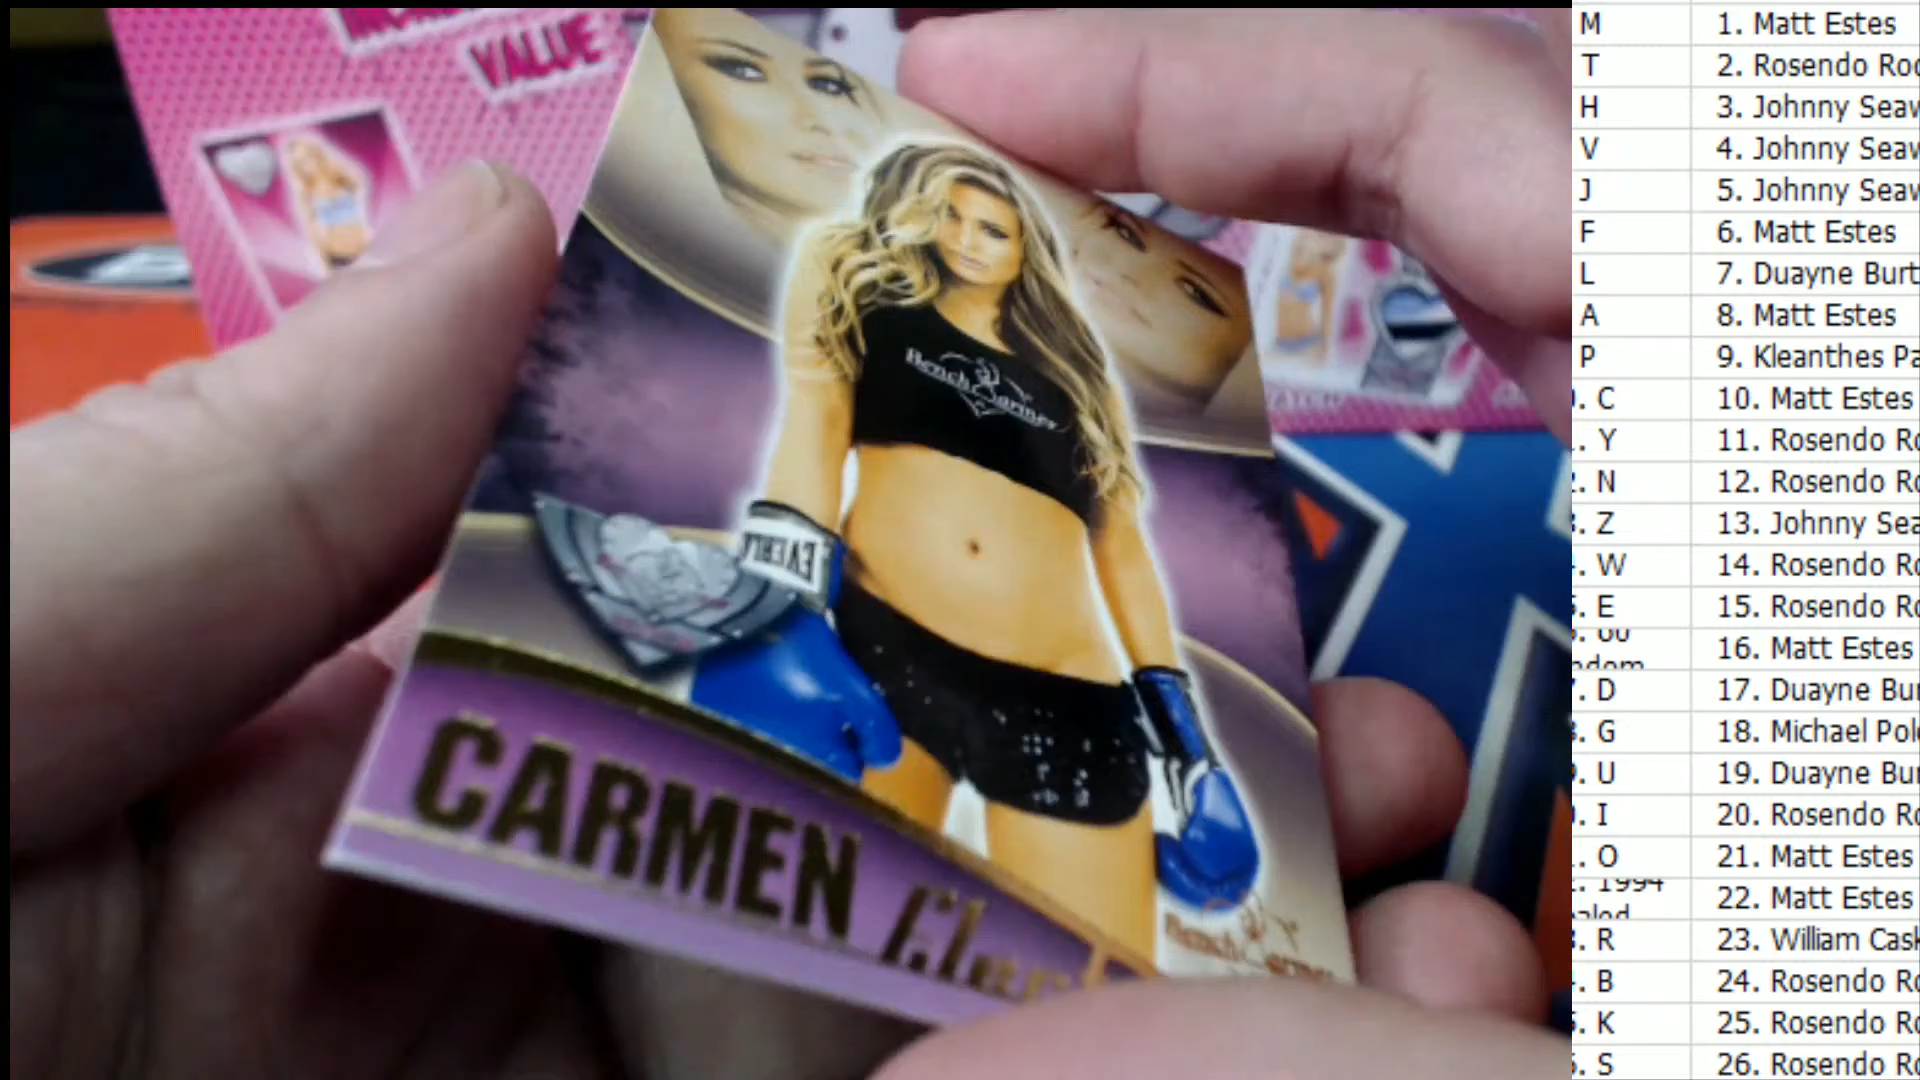 VALUE
Bench Warmer
EVERLA
CARMEN
Bench Warmer
M 1. Matt Estes
T 2. Rosendo Ro
H 3. Johnny Seaw
V 4. Johnny Seaw
J 5. Johnny Seaw
F 6. Matt Estes
L 7. Duayne Burt
A 8. Matt Estes
P 9. Kleanthes Pa
. C 10. Matt Estes
. Y 11. Rosendo Ro
. N 12. Rosendo Ro
. Z 13. Johnny Sea
. W 14. Rosendo Ro
. E 15. Rosendo Ro
ndom 16. Matt Estes
. D 17. Duayne Bur
. G 18. Michael Pol
. U 19. Duayne Bur
. I 20. Rosendo Ro
. O 21. Matt Estes
. 1994 22. Matt Estes
. R 23. William Cask
. B 24. Rosendo Ro
. K 25. Rosendo Ro
. S 26. Rosendo Ro